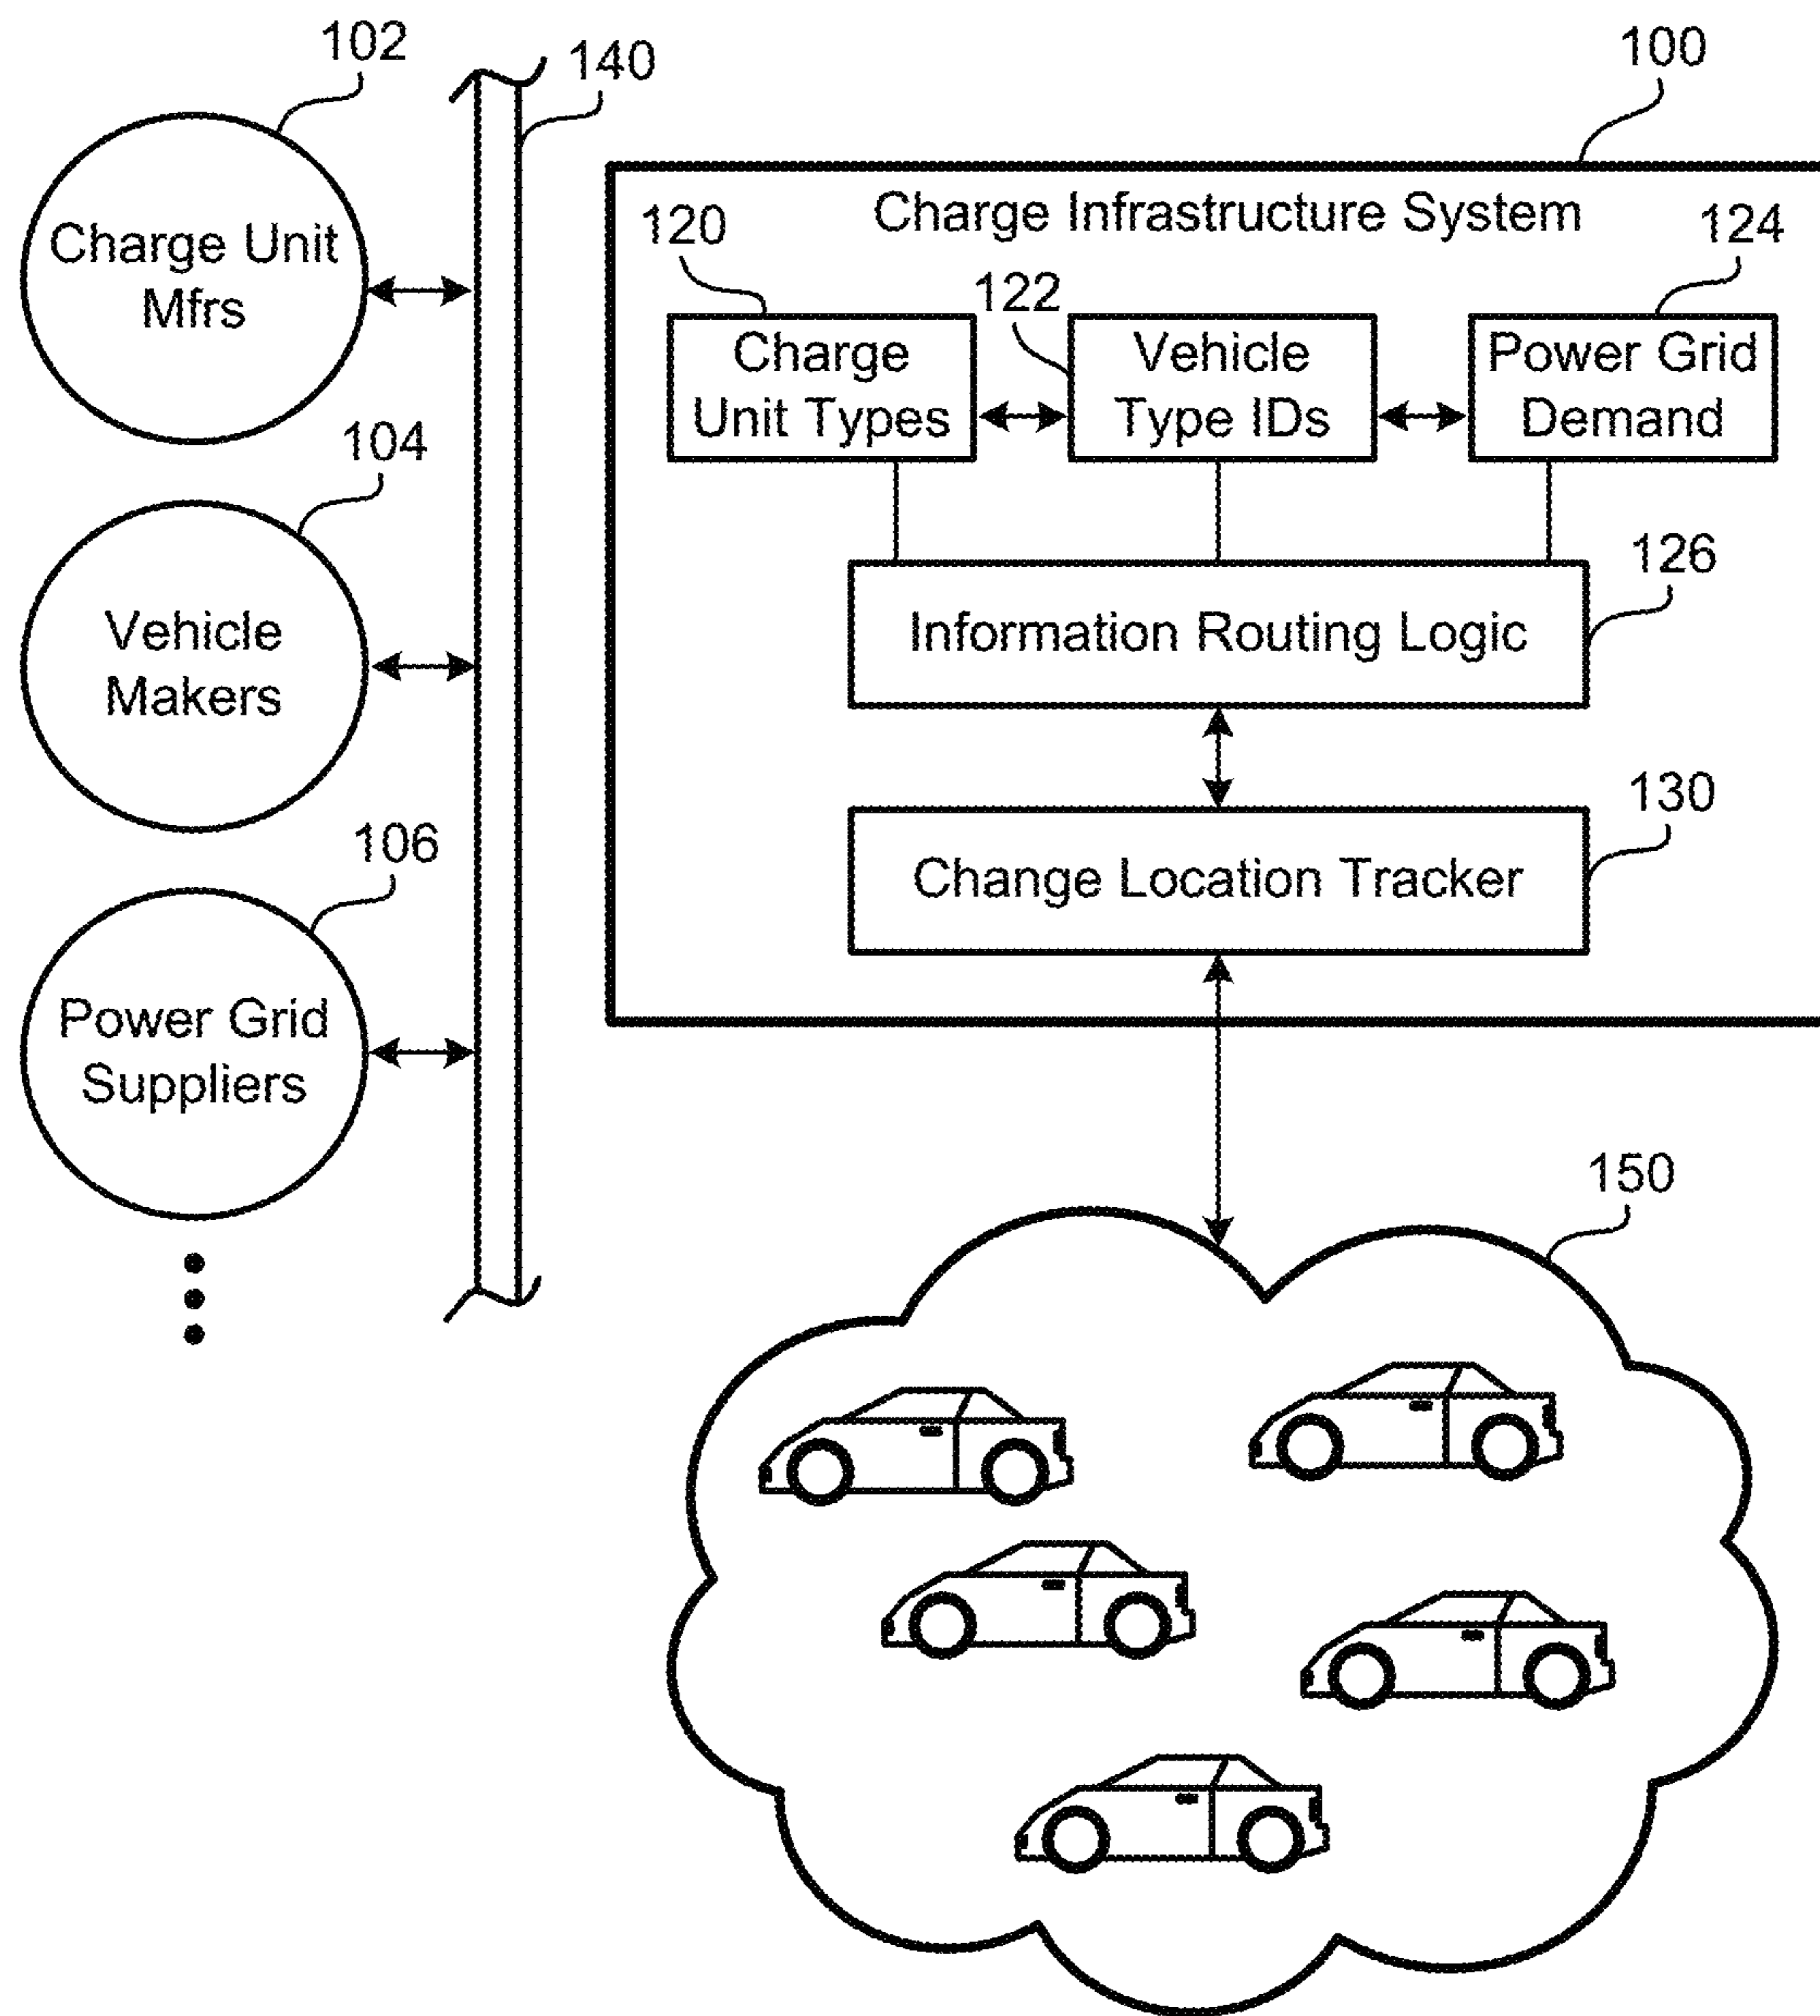 102
140
100
Charge Unit
Mfrs
Charge Infrastructure System
120
122
124
Charge
Unit Types
Vehicle
Type IDs
Power Grid
Demand
104
Vehicle
Makers
126
Information Routing Logic
130
Change Location Tracker
106
Power Grid
Suppliers
150